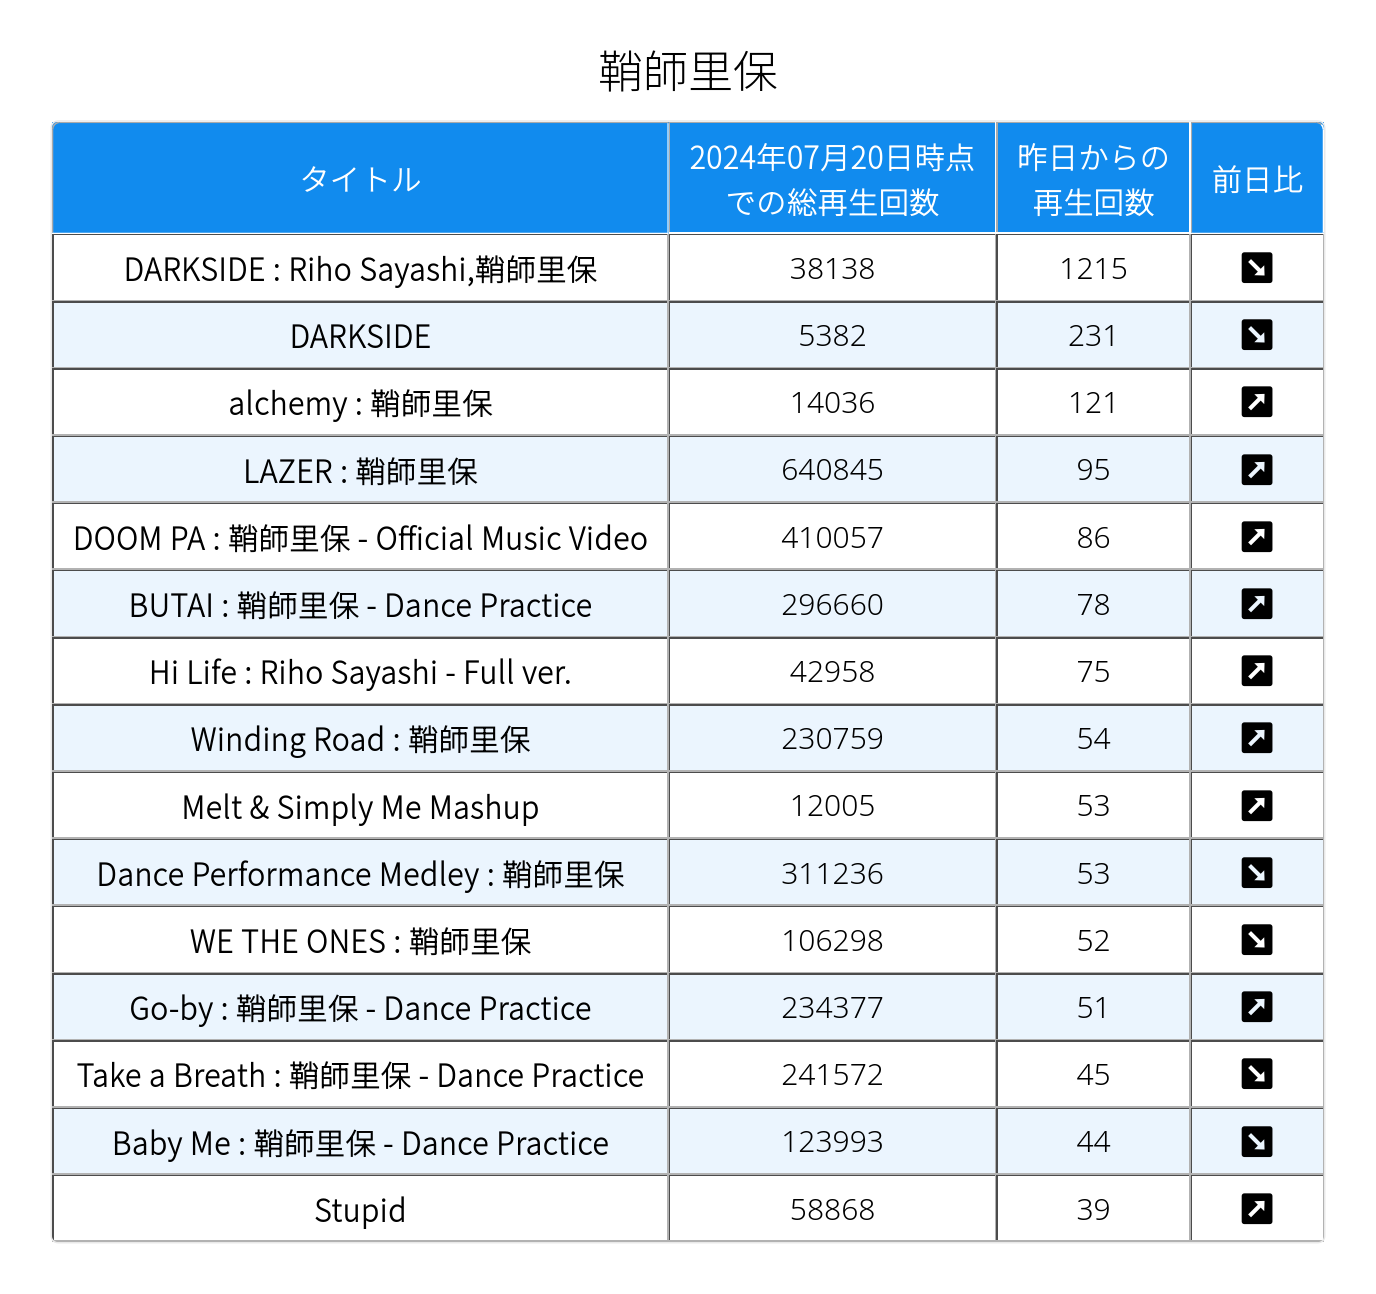 鞘師里保
タイトル
2024年07月20日時点
での総再生回数
昨日からの
再生回数
前日比
DARKSIDE : Riho Sayashi,鞘師里保 38138 1215
DARKSIDE 5382 231
alchemy : 鞘師里保 14036 121
LAZER : 鞘師里保 640845 95
DOOM PA : 鞘師里保 - Official Music Video 410057 86
BUTAI : 鞘師里保 - Dance Practice 296660 78
Hi Life : Riho Sayashi - Full ver. 42958 75
Winding Road : 鞘師里保 230759 54
Melt & Simply Me Mashup 12005 53
Dance Performance Medley : 鞘師里保 311236 53
WE THE ONES : 鞘師里保 106298 52
Go-by : 鞘師里保 - Dance Practice 234377 51
Take a Breath : 鞘師里保 - Dance Practice 241572 45
Baby Me : 鞘師里保 - Dance Practice 123993 44
Stupid 58868 39